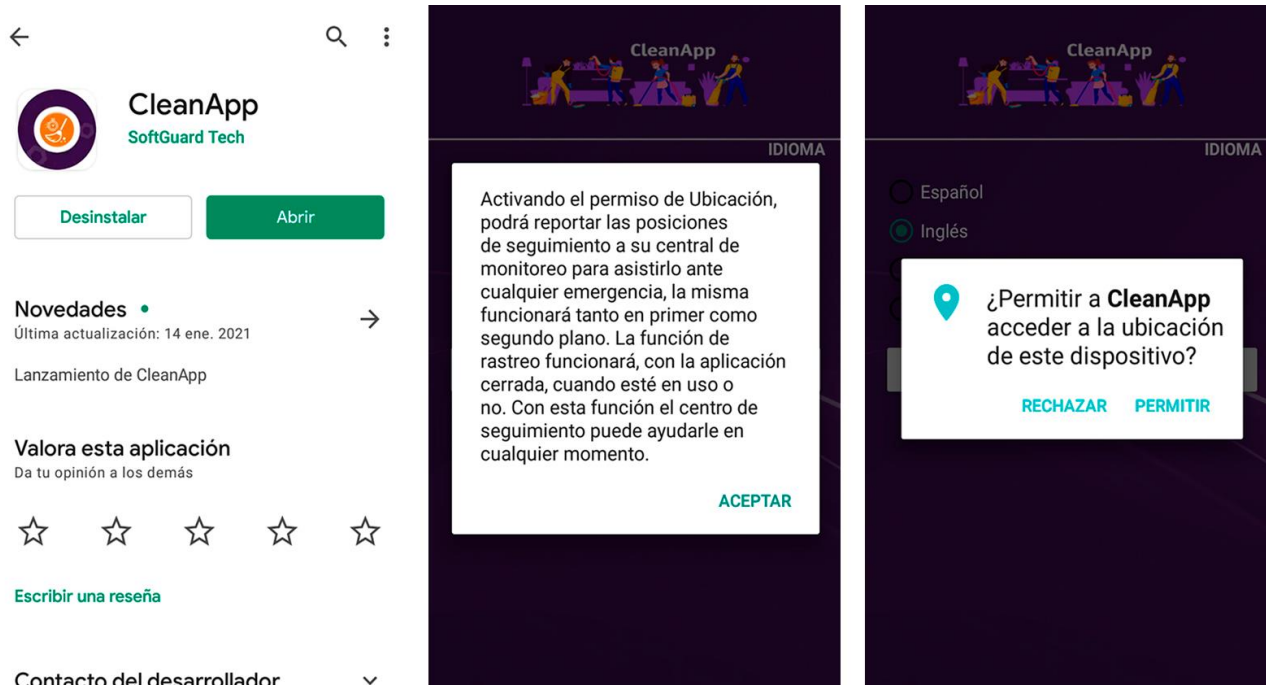 CleanApp
SoftGuard Tech
Desinstalar
Abrir
Novedades
Última actualización: 14 ene. 2021
Lanzamiento de CleanApp
Valora esta aplicación
Da tu opinión a los demás
Escribir una reseña
Contacto del desarrollador
CleanApp
IDIOMA
Activando el permiso de Ubicación,
podrá reportar las posiciones
de seguimiento a su central de
monitoreo para asistirlo ante
cualquier emergencia, la misma
funcionará tanto en primer como
segundo plano. La función de
rastreo funcionará, con la aplicación
cerrada, cuando esté en uso o
no. Con esta función el centro de
seguimiento puede ayudarle en
cualquier momento.
ACEPTAR
CleanApp
IDIOMA
Español
Inglés
¿Permitir a CleanApp
acceder a la ubicación
de este dispositivo?
RECHAZAR PERMITIR